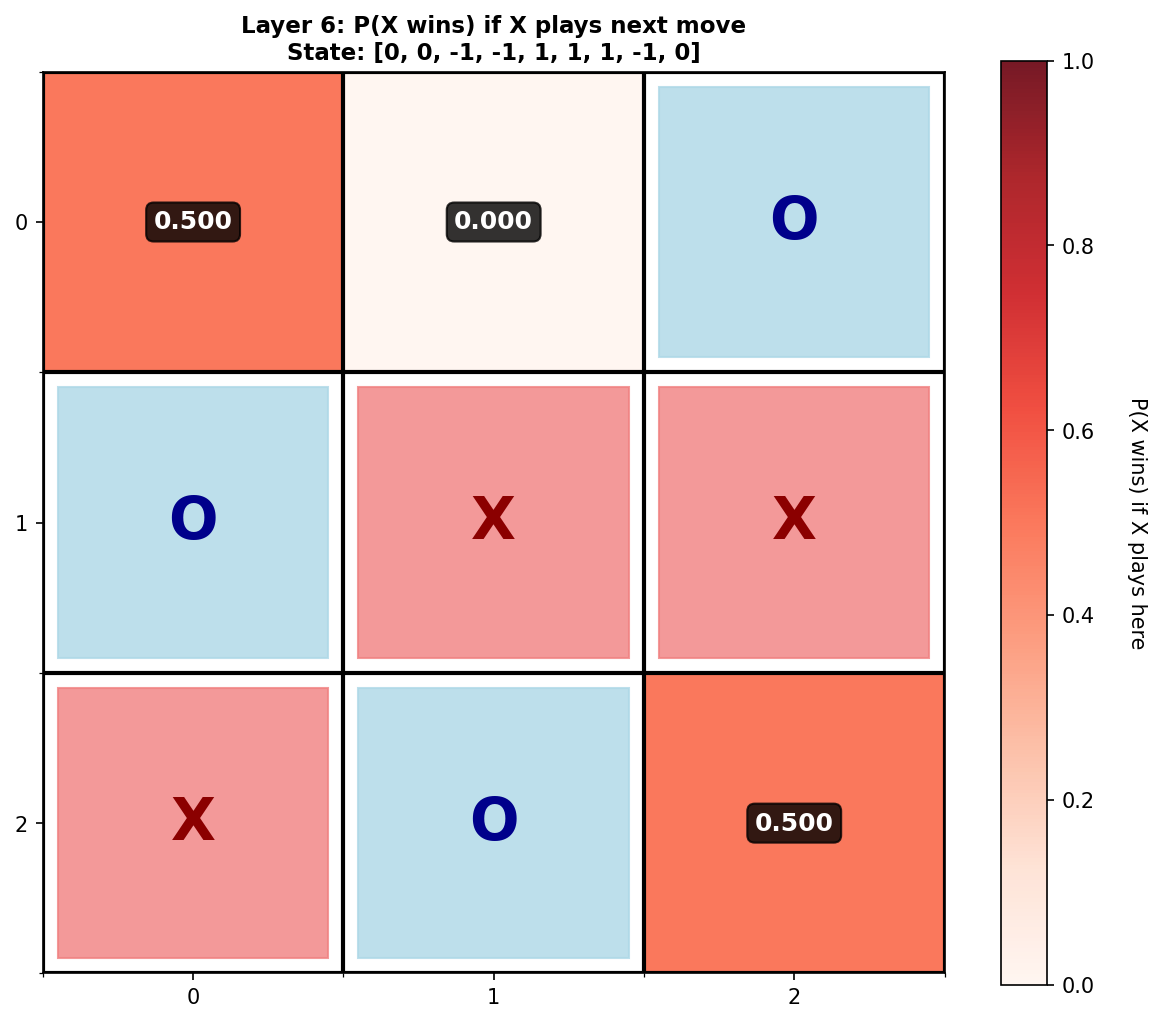 Layer 6: P(X wins) if X plays next move
State: [0, 0, -1, -1, 1, 1, 1, -1, 0]
0
0.500
0.000
O
1
O
X
X
2
X
O
0.500
0
1
2
1.0
0.8
0.6
0.4
0.2
0.0
P(X wins) if X plays here